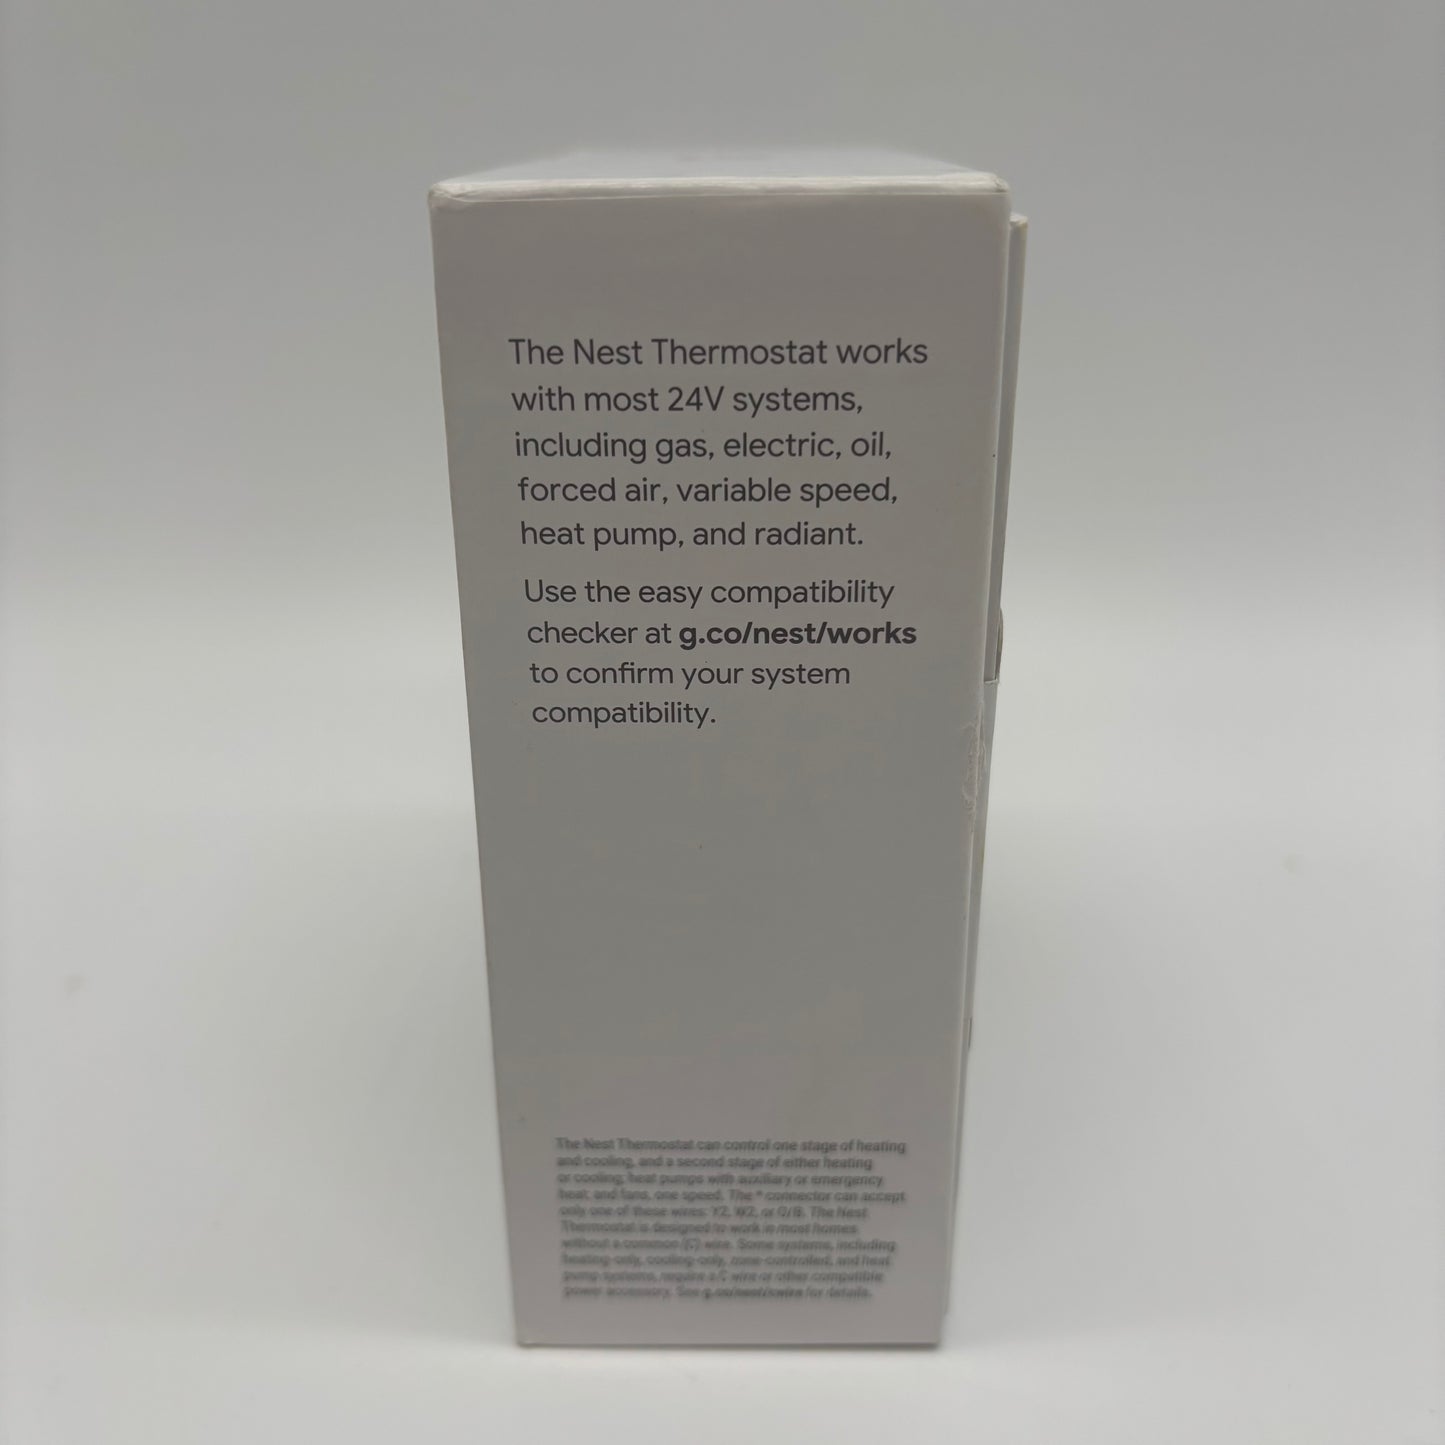 The Nest Thermostat works
with most 24V systems,
including gas, electric, oil,
forced air, variable speed,
heat pump, and radiant.
Use the easy compatibility
checker at g.co/nest/works
to confirm your system
compatibility.
The Nest Thermostat can control one stage of heating
and cooling, and a second stage of either heating
or cooling; heat pumps with auxiliary or emergency
heat; and fans, one speed. The * connector can accept
only one of these wires: Y2, W2, or O/B. The Nest
Thermostat is designed to work in most homes
without a common (C) wire. Some systems, including
heating-only, cooling-only, zone-controlled, and heat
pump systems, require a C wire or other compatible
power accessory. See g.co/nest/cwire for details.